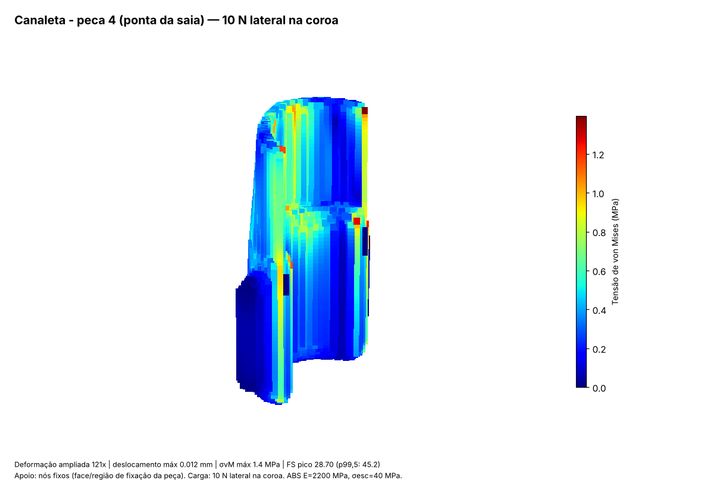 Canaleta - peca 4 (ponta da saia) — 10 N lateral na coroa
1.2
1.0
0.8
0.6
0.4
0.2
0.0
Tensão de von Mises (MPa)
Deformação ampliada 121x | deslocamento máx 0.012 mm | σvM máx 1.4 MPa | FS pico 28.70 (p99,5: 45.2)
Apoio: nós fixos (face/região de fixação da peça). Carga: 10 N lateral na coroa. ABS E=2200 MPa, σesc=40 MPa.